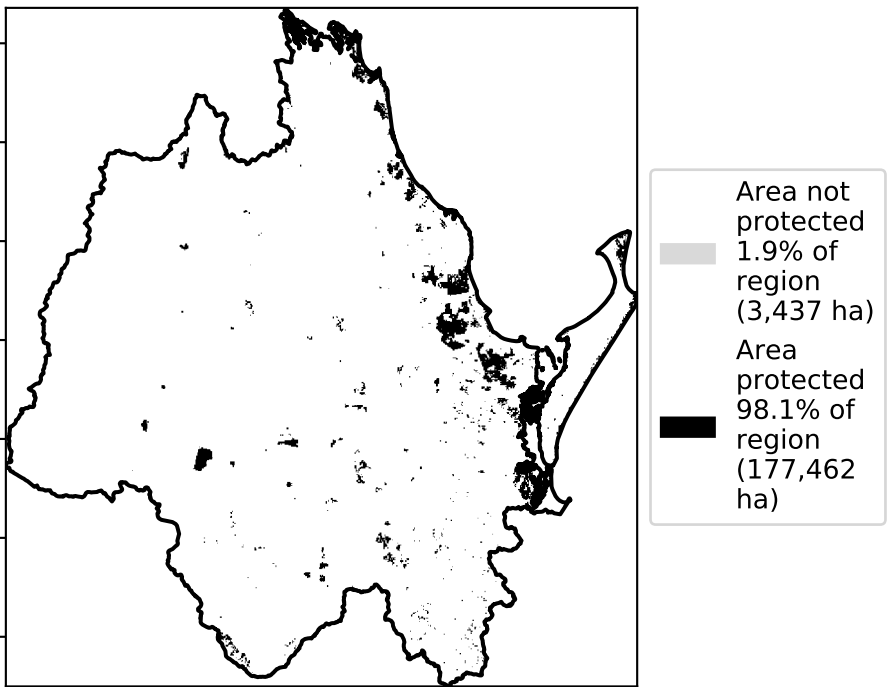 Area not
protected
1.9% of
region
(3,437 ha)
Area
protected
98.1% of
region
(177,462
ha)